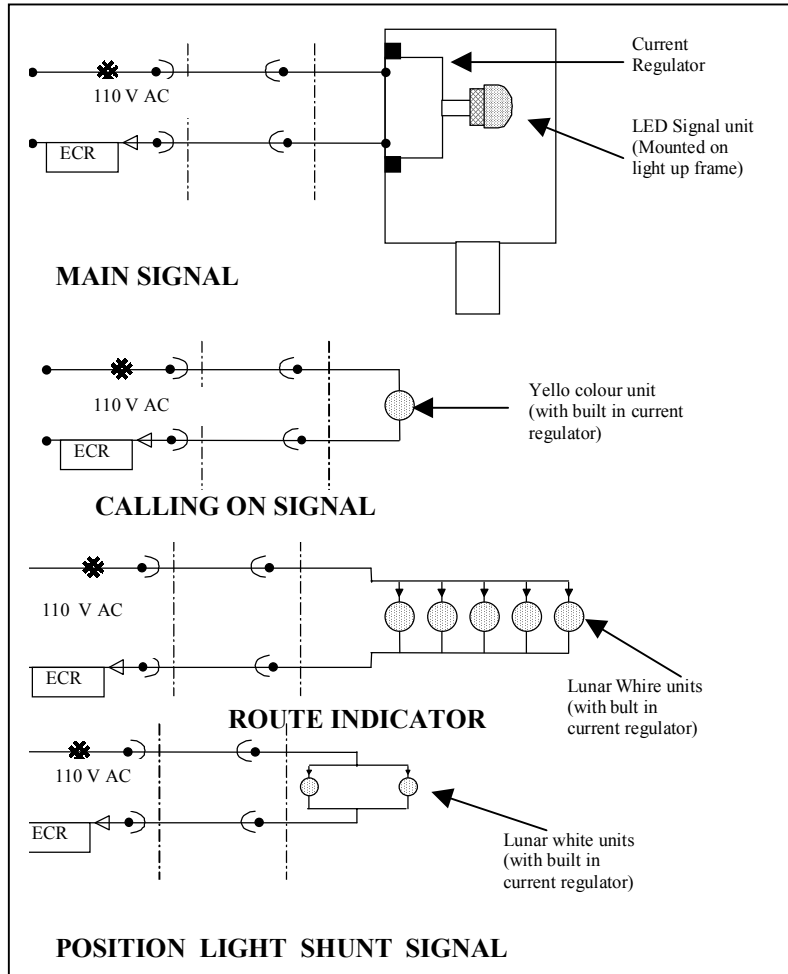 Current
Regulator
110 V AC
LED Signal unit
(Mounted on
light up frame)
ECR
MAIN SIGNAL
110 V AC
Yello colour unit
(with built in current
regulator)
ECR
CALLING ON SIGNAL
110 V AC
ECR
Lunar Whire units
(with bult in
current regulator)
ROUTE INDICATOR
110 V AC
ECR
Lunar white units
(with built in
current regulator)
POSITION LIGHT SHUNT SIGNAL